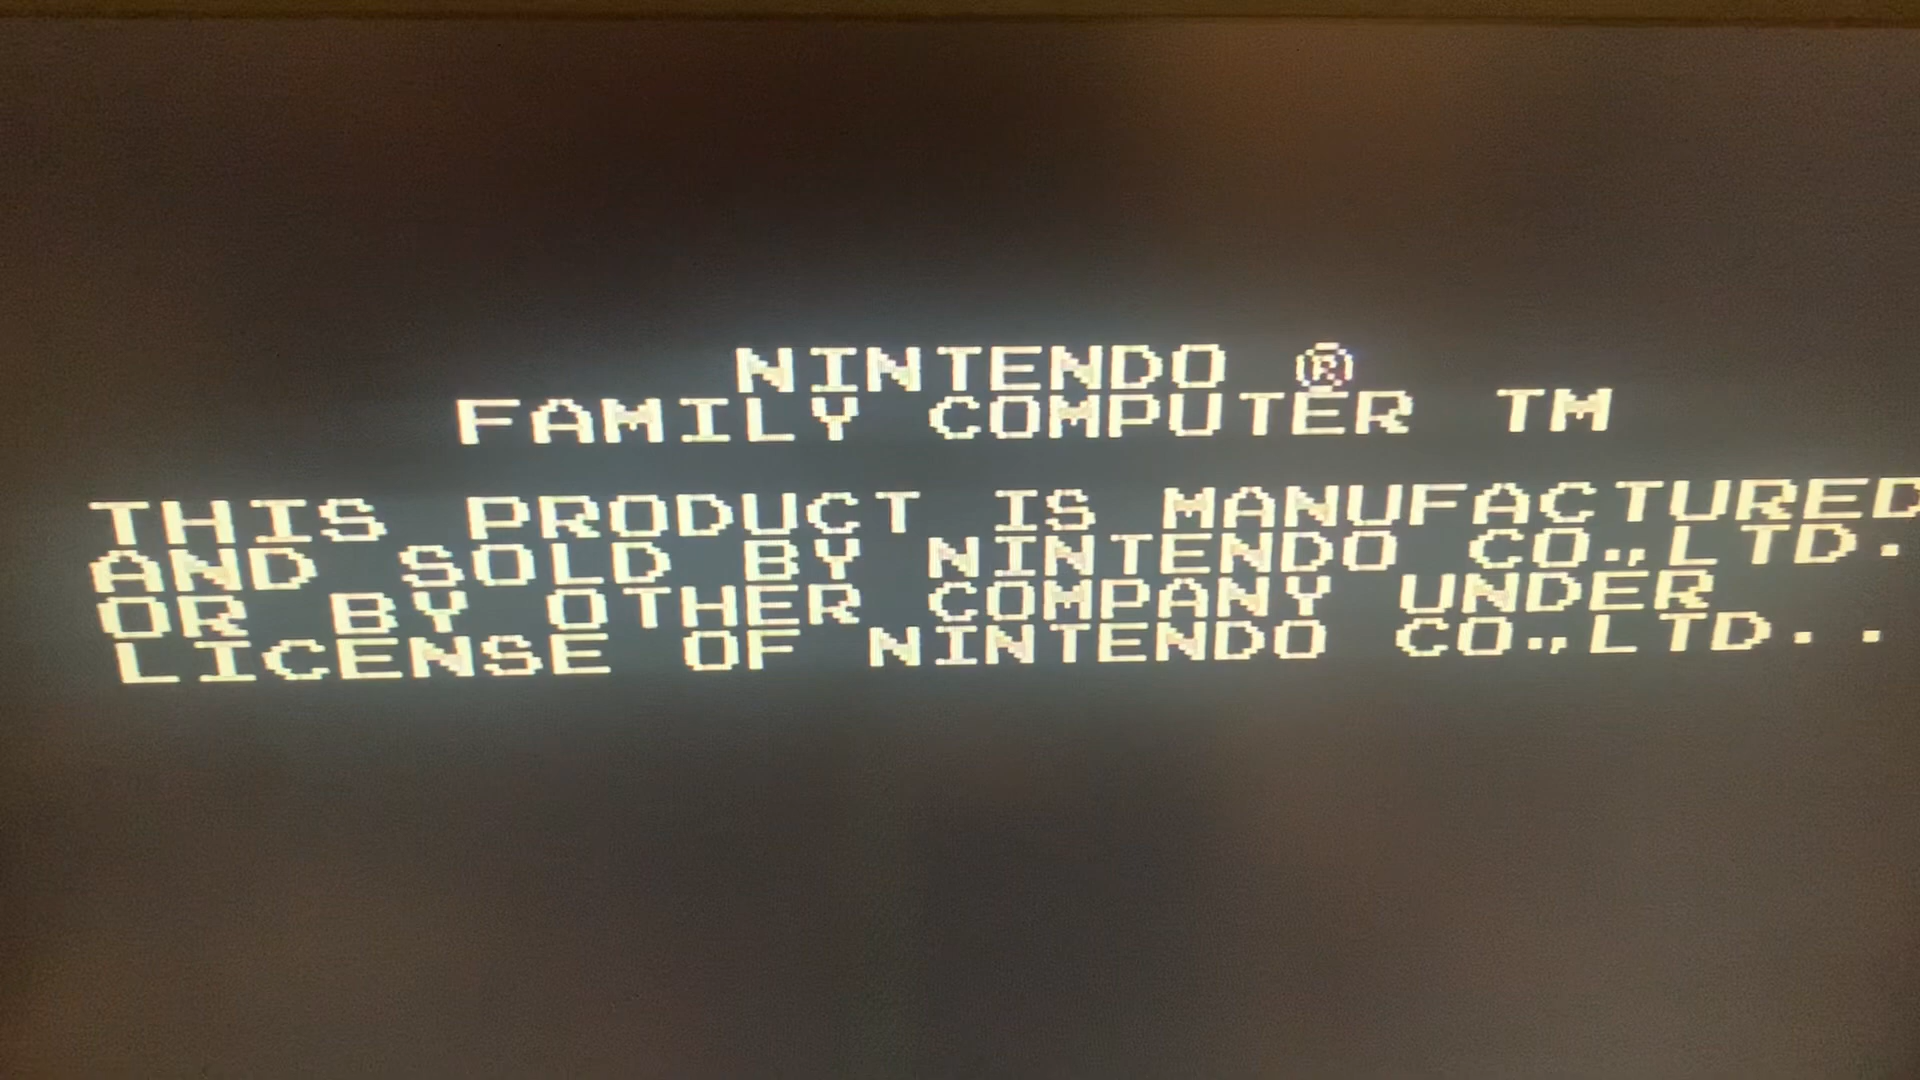 NINTENDO ®
FAMILY COMPUTER TM
THIS PRODUCT IS MANUFACTURED
AND SOLD BY NINTENDO CO.,LTD.
OR BY OTHER COMPANY UNDER
LICENSE OF NINTENDO CO.,LTD..